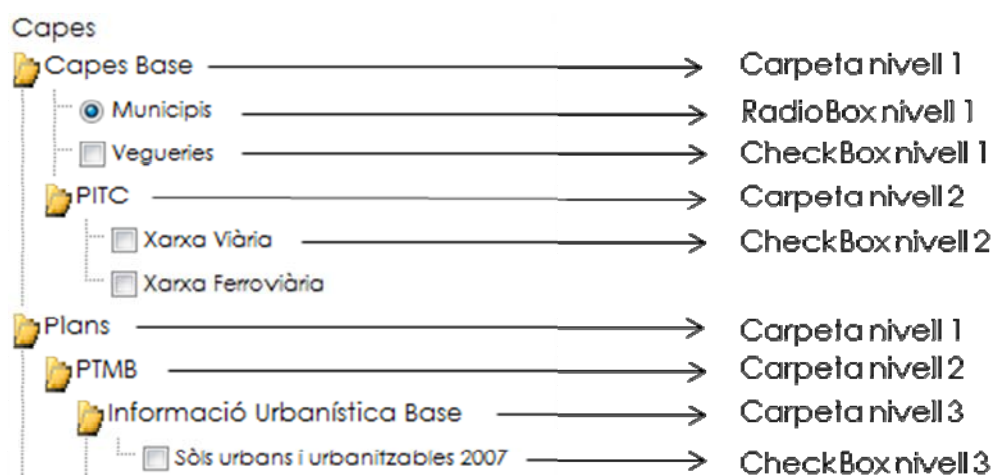 Capes
Capes Base Carpeta nivell 1
Municipis RadioBox nivell 1
Vegueries CheckBox nivell 1
PITC Carpeta nivell 2
Xarxa Viària CheckBox nivell 2
Xarxa Ferroviària
Plans Carpeta nivell 1
PTMB Carpeta nivell 2
Informació Urbanística Base Carpeta nivell 3
Sòls urbans i urbanitzables 2007 CheckBox nivell 3